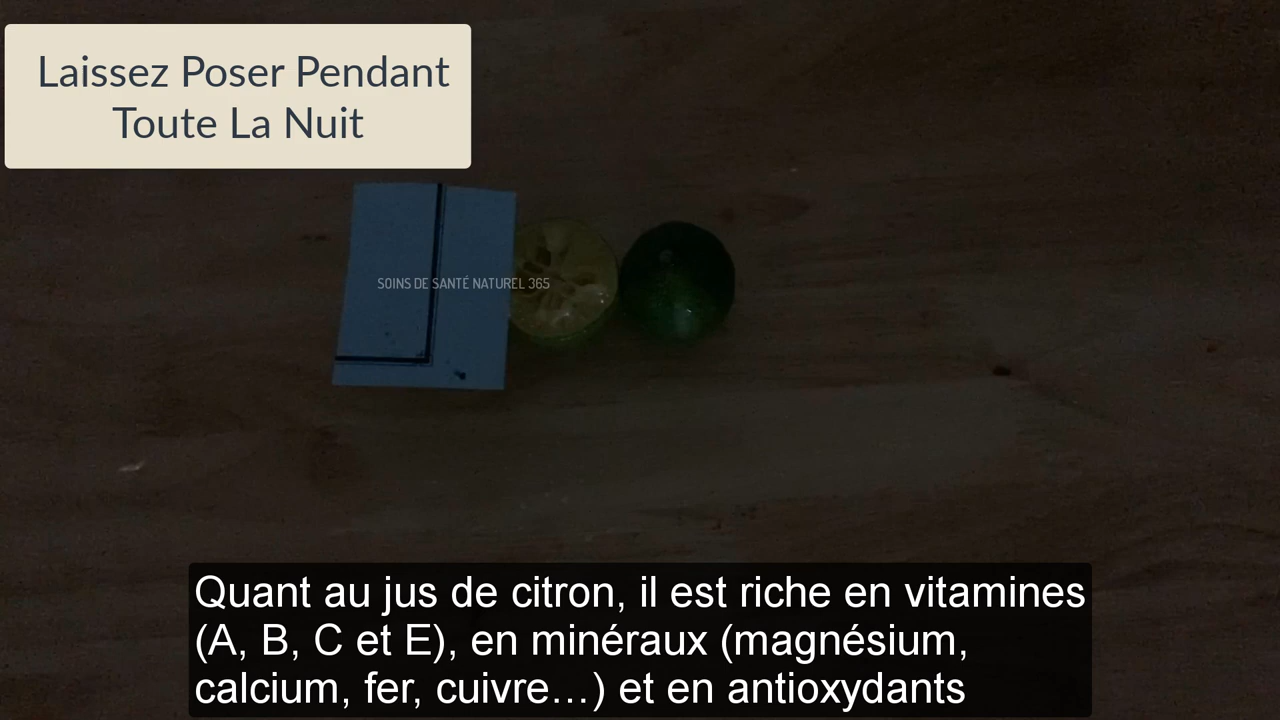 Laissez Poser Pendant
Toute La Nuit
SOINS DE SANTÉ NATUREL 365
Quant au jus de citron, il est riche en vitamines
(A, B, C et E), en minéraux (magnésium,
calcium, fer, cuivre…) et en antioxydants